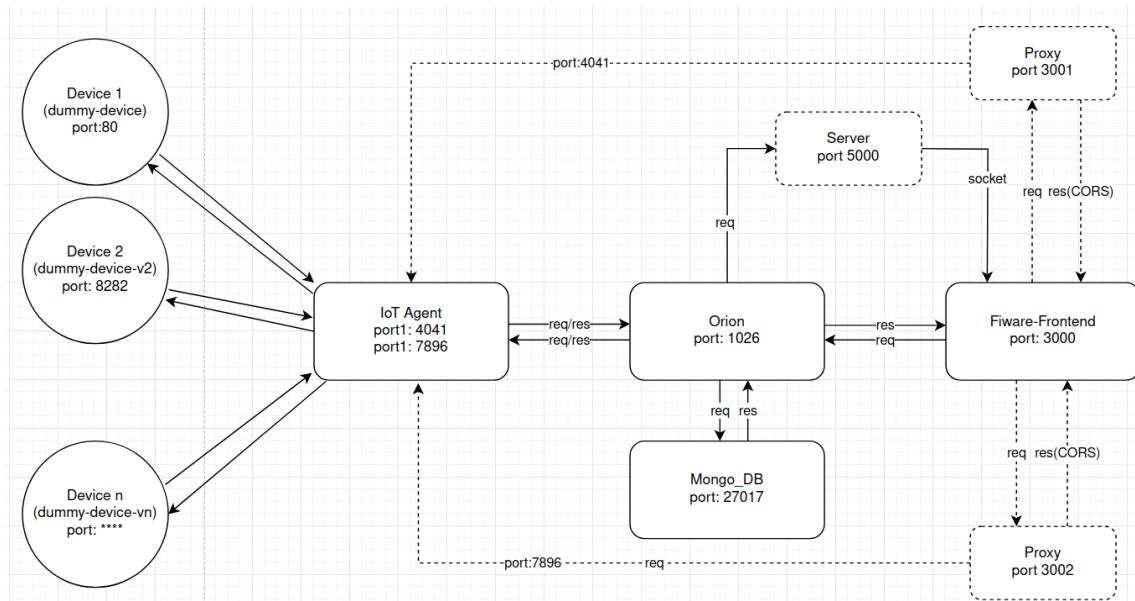 Proxy
port 3001
port:4041
Device 1
(dummy-device)
port:80
Server
port 5000
socket
req
res(CORS)
req
Device 2
(dummy-device-v2)
port: 8282
IoT Agent
port1: 4041
port1: 7896
req/res
req/res
Orion
port: 1026
res
req
Fiware-Frontend
port: 3000
req
res
Mongo_DB
port: 27017
req
res(CORS)
Device n
(dummy-device-vn)
port: ****
port:7896
req
Proxy
port 3002